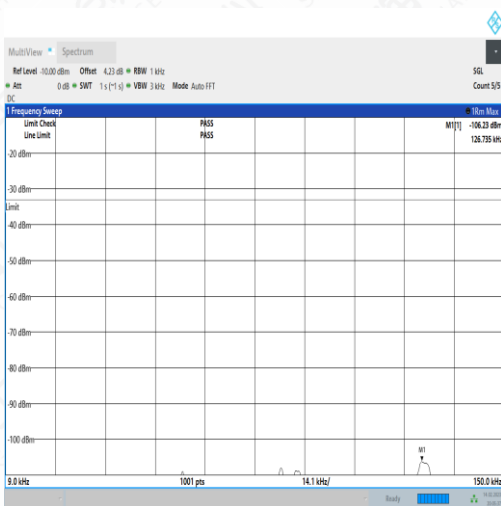 MultiView Spectrum
Ref Level -10.00 dBm Offset 4.23 dB RBW 1 kHz SGL
Att 0 dB SWT 1 s (~1 s) VBW 3 kHz Mode Auto FFT Count 5/5
DC
1 Frequency Sweep 1Rm Max
Limit Check PASS M1[1] -106.23 dBm
Line Limit PASS 126.735 kHz
-20 dBm
-30 dBm
Limit
-40 dBm
-50 dBm
-60 dBm
-70 dBm
-80 dBm
-90 dBm
-100 dBm
M1
9.0 kHz 1001 pts 14.1 kHz/ 150.0 kHz
Ready